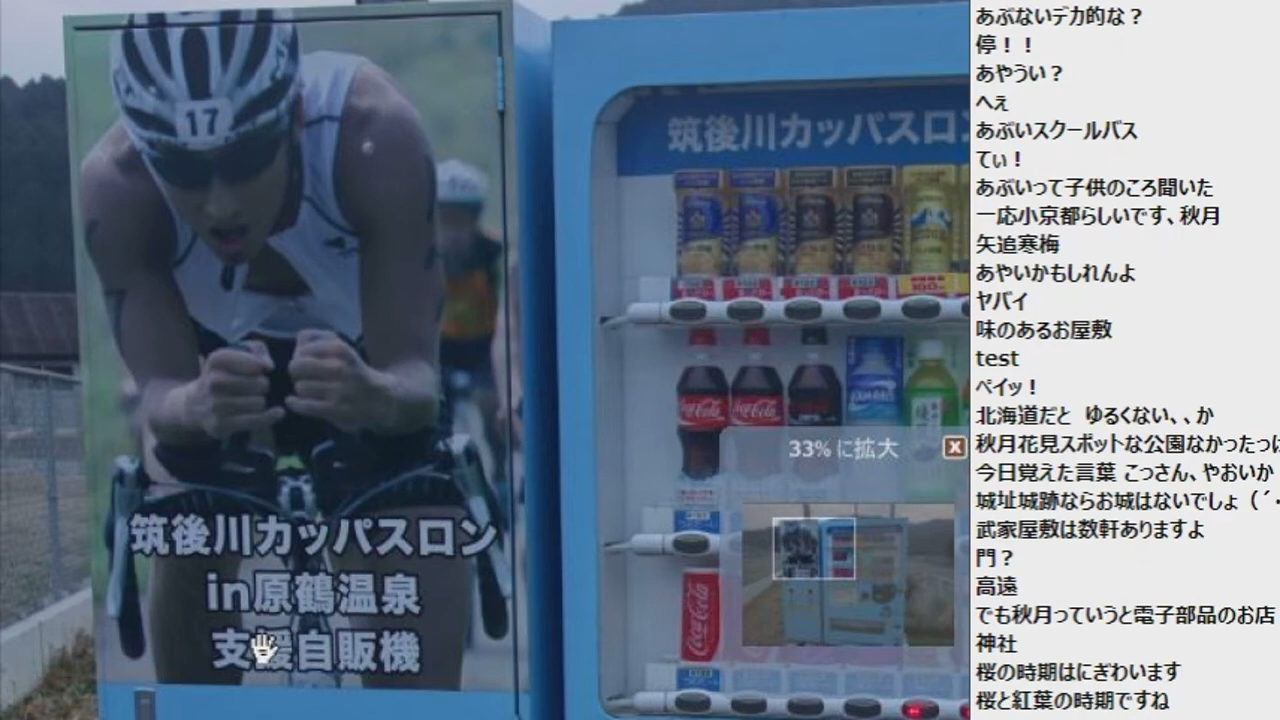 17
筑後川カッパスロン
in原鶴温泉
支援自販機
筑後川カッパスロン
Coca-Cola
Coca-Cola
Coca-Cola
33% に拡大
あぶないデカ的な？
停！！
あやうい？
へぇ
あぶいスクールバス
てぃ！
あぶいって子供のころ聞いた
一応小京都らしいです、秋月
矢追寒梅
あやいかもしれんよ
ヤバイ
味のあるお屋敷
test
ペイッ！
北海道だと ゆるくない、、か
秋月花見スポットな公園なかったっけ
今日覚えた言葉 こっさん、やおいか
城址城跡ならお城はないでしょ（´・
武家屋敷は数軒ありますよ
門？
高遠
でも秋月っていうと電子部品のお店
神社
桜の時期はにぎわいます
桜と紅葉の時期ですね